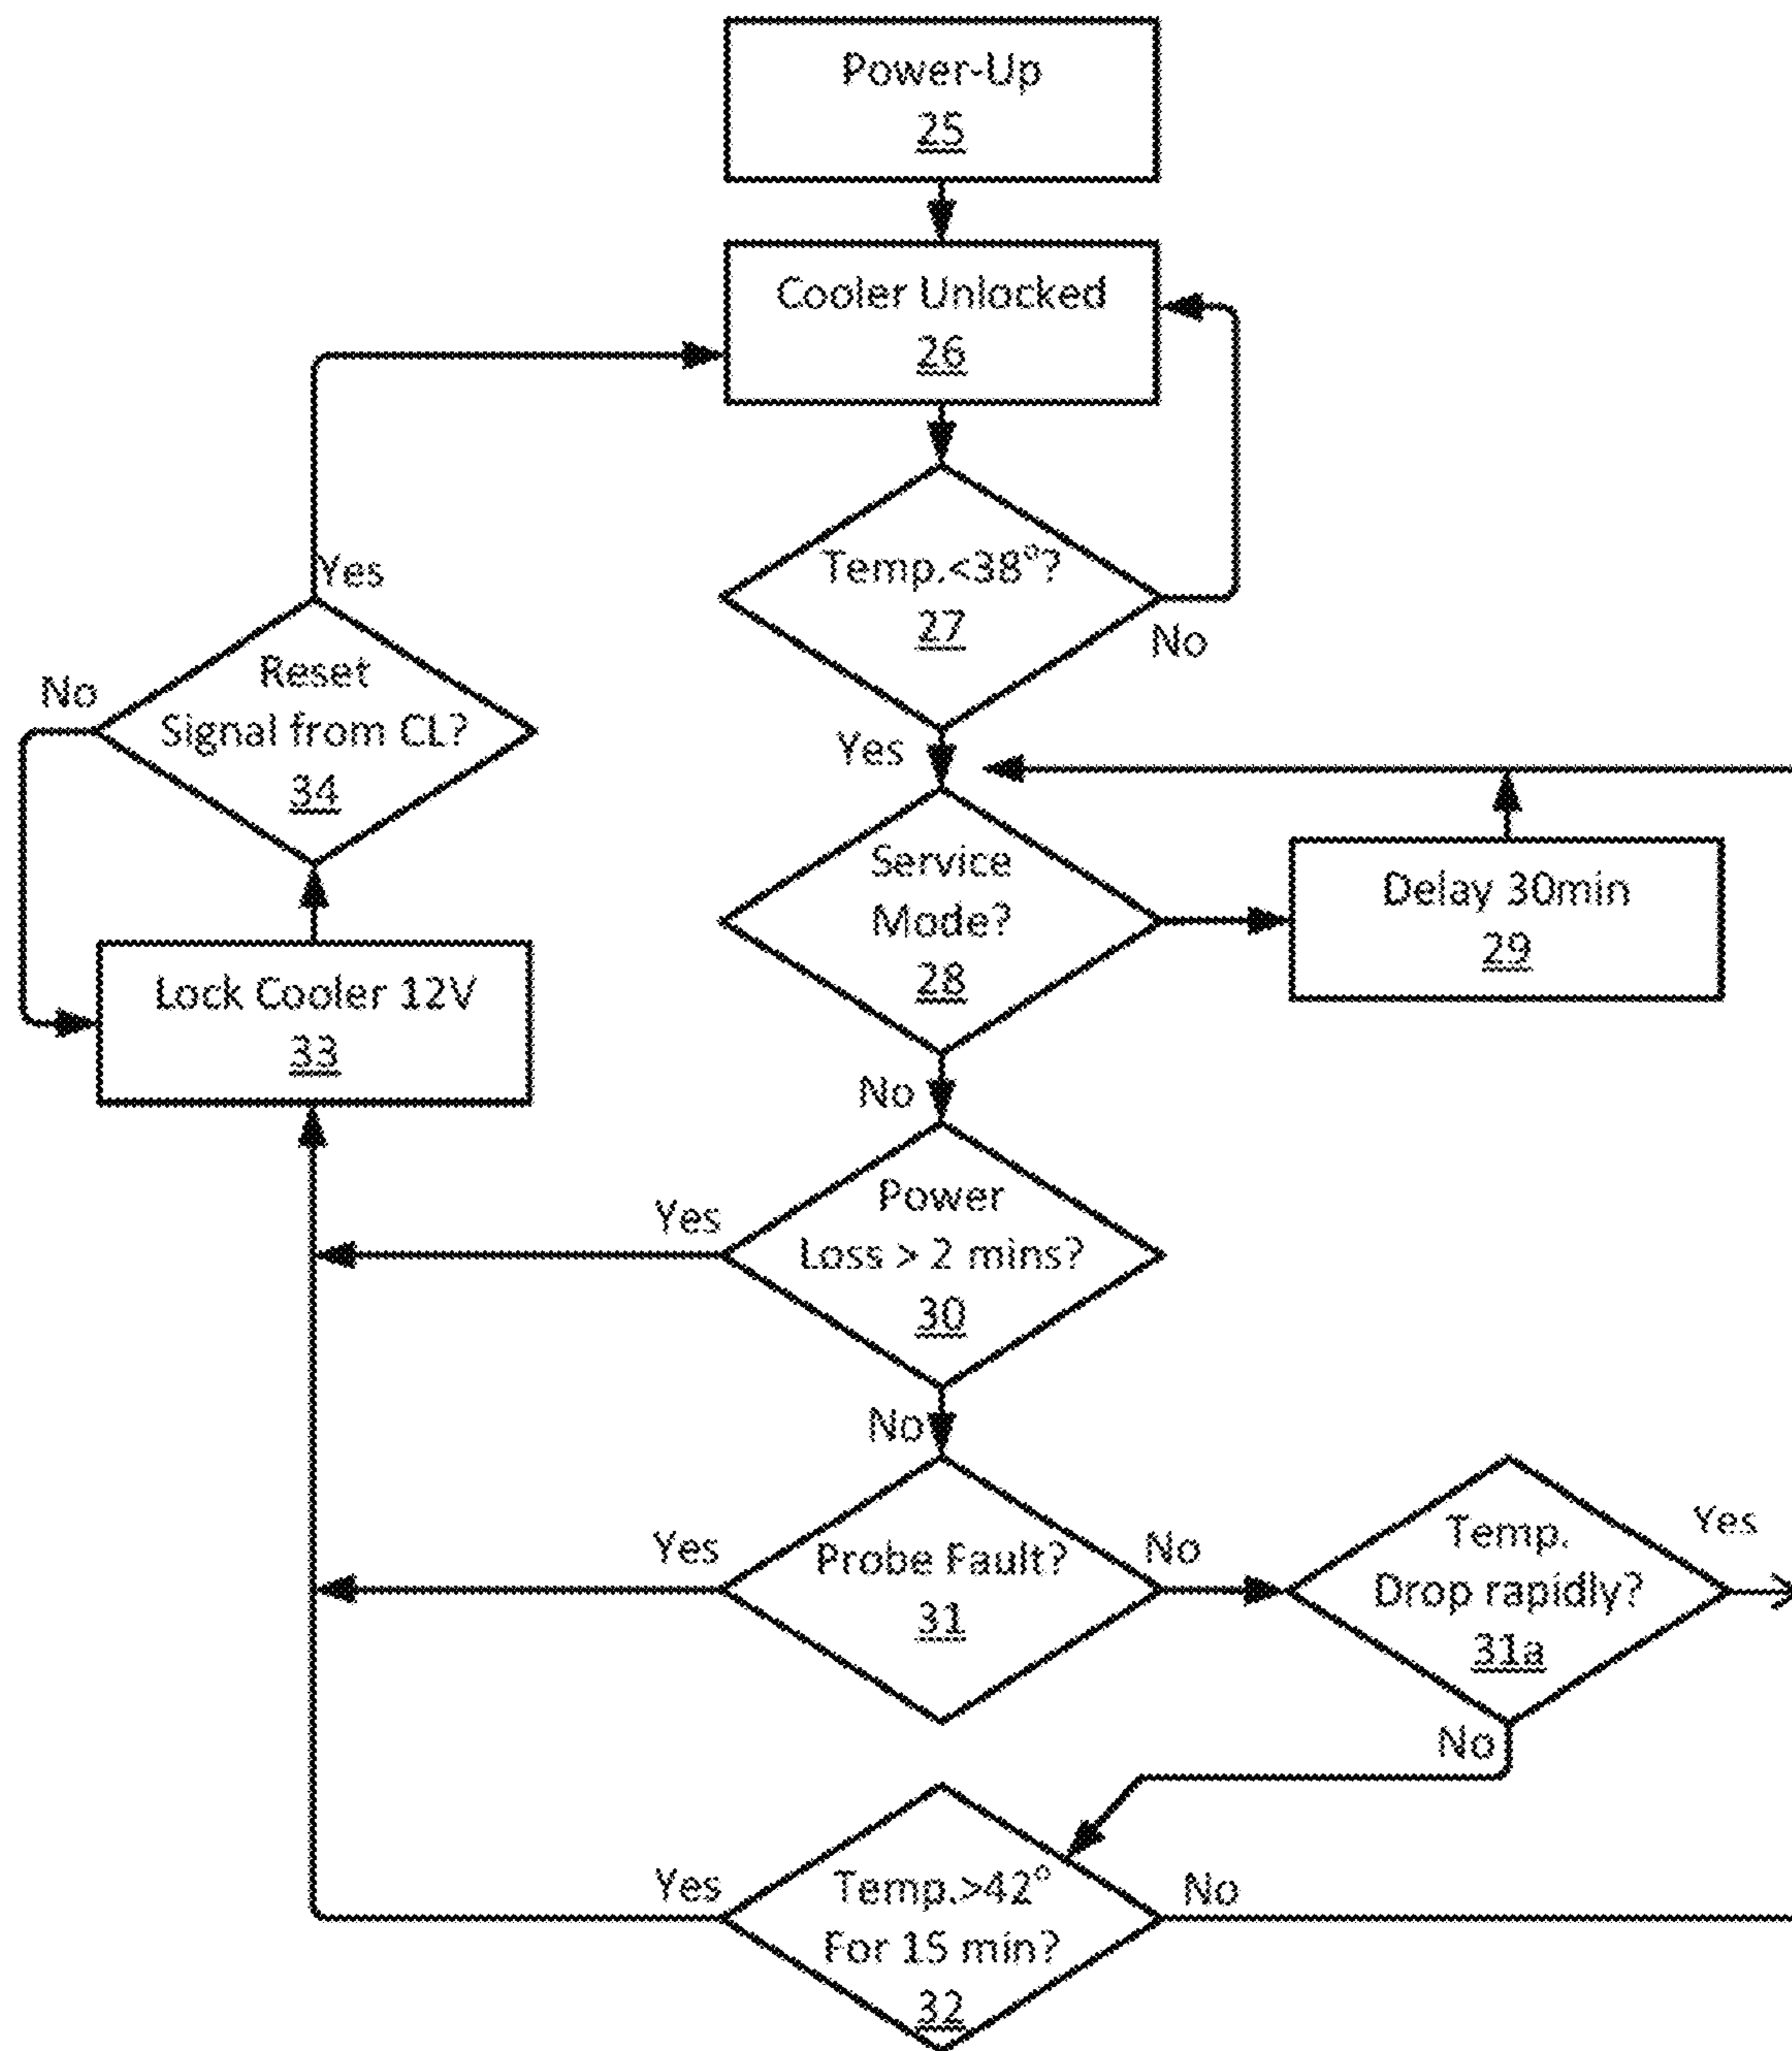 Power-Up
25
Cooler Unlocked
26
Temp.<38°?
27
No
Yes
Yes
Reset
Signal from CL?
34
No
Lock Cooler 12V
33
Service
Mode?
28
Delay 30min
29
No
Power
Loss > 2 mins?
30
Yes
No
Probe Fault?
31
Yes
No
Temp.
Drop rapidly?
31a
Yes
No
Temp.>42°
For 15 min?
32
Yes
No